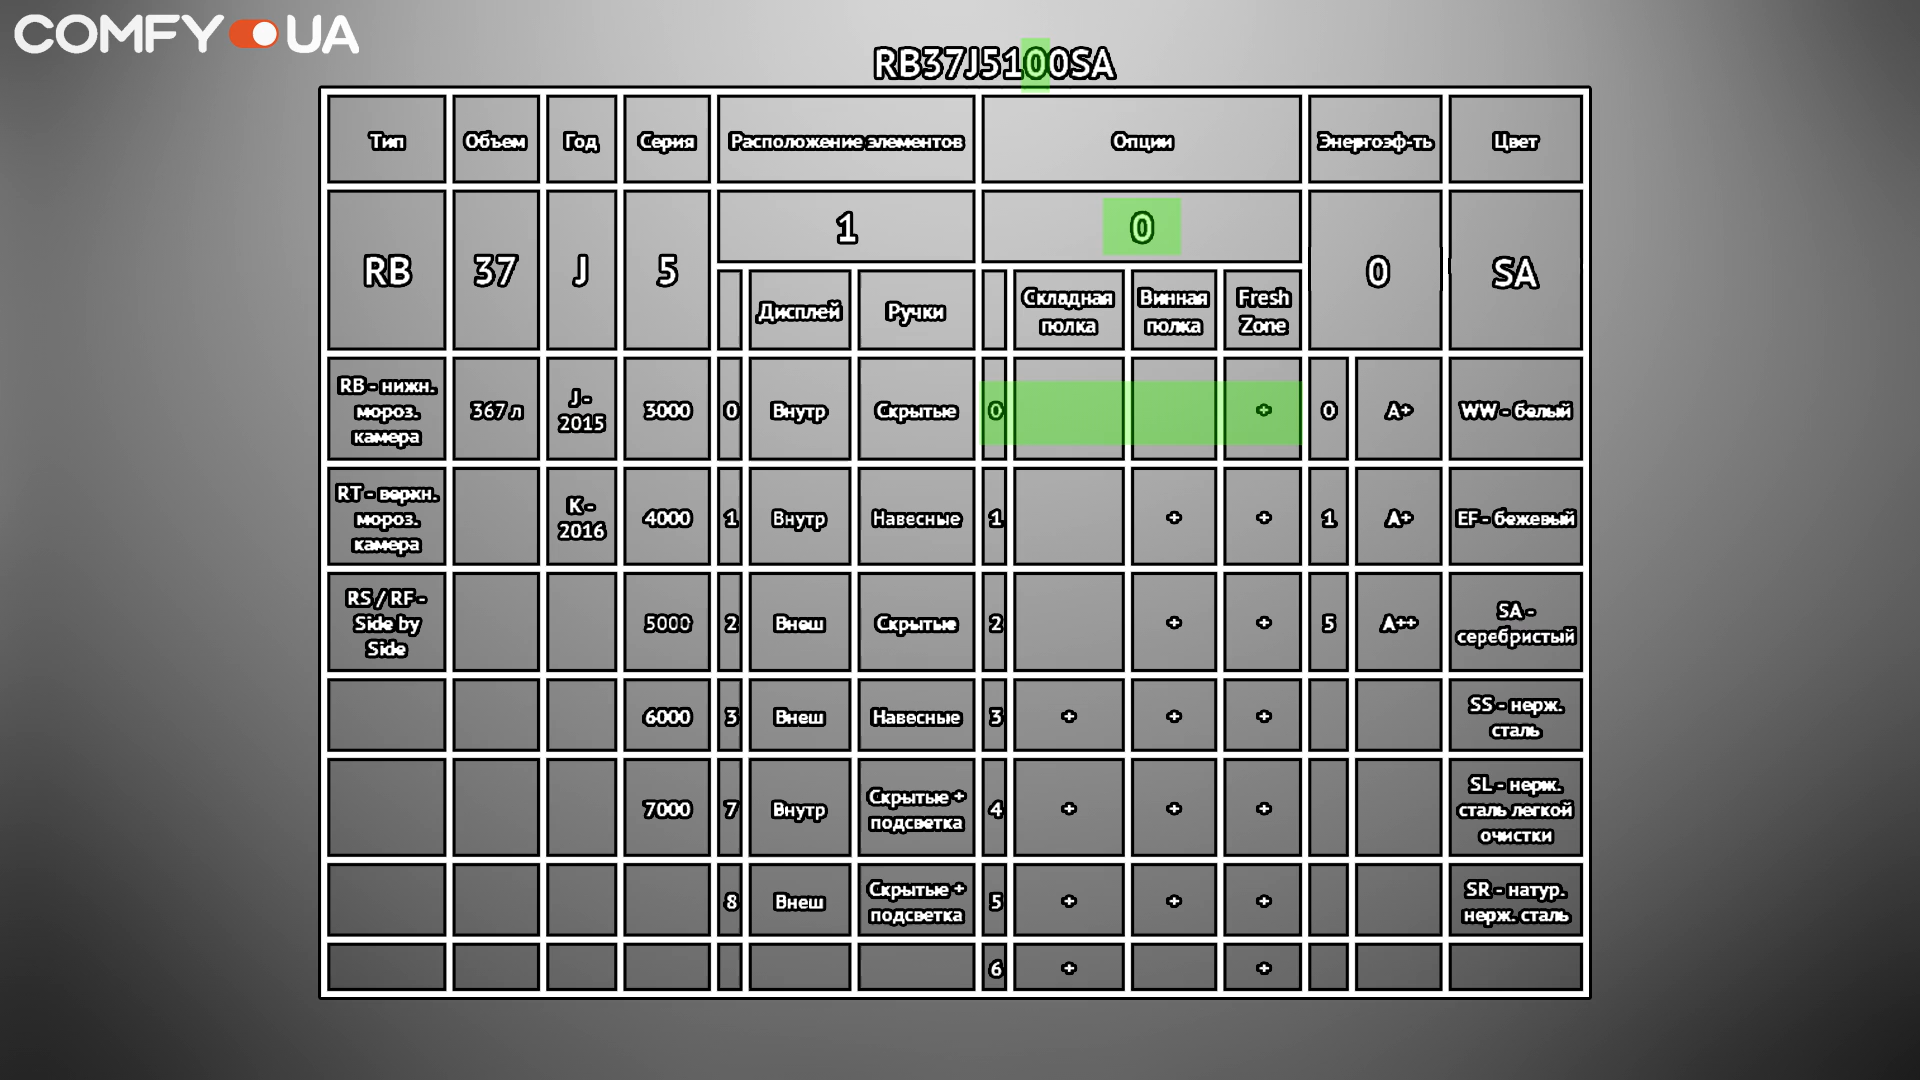 COMFY UA
RB37J5100SA
Тип Объем Год Серия Расположение элементов Опции Энергоэф-ть Цвет
RB 37 J 5 1 0 0 SA
Дисплей Ручки Складная полка Винная полка Fresh Zone
RB - нижн. мороз. камера 367 л J - 2015 3000 0 Внутр Скрытые 0 + 0 A+ WW - белый
RT - верхн. мороз. камера K - 2016 4000 1 Внутр Навесные 1 + + 1 A+ EF - бежевый
RS / RF - Side by Side 5000 2 Внеш Скрытые 2 + + 5 A++ SA - серебристый
6000 3 Внеш Навесные 3 + + + SS - нерж. сталь
7000 7 Внутр Скрытые + подсветка 4 + + + SL - нерж. сталь легкой очистки
8 Внеш Скрытые + подсветка 5 + + + SR - натур. нерж. сталь
6 + +